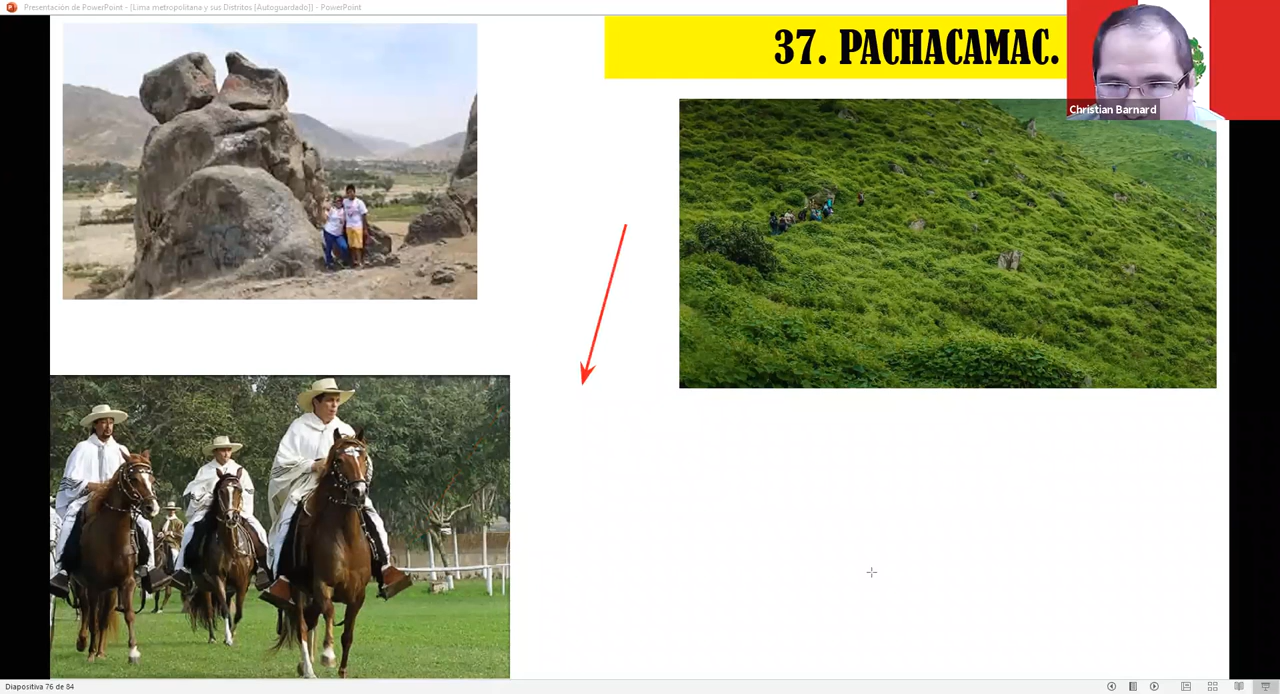 Presentación de PowerPoint - [Lima metropolitana y sus Distritos [Autoguardado]] - PowerPoint
37. PACHACAMAC.
Christian Barnard
Diapositiva 76 de 84